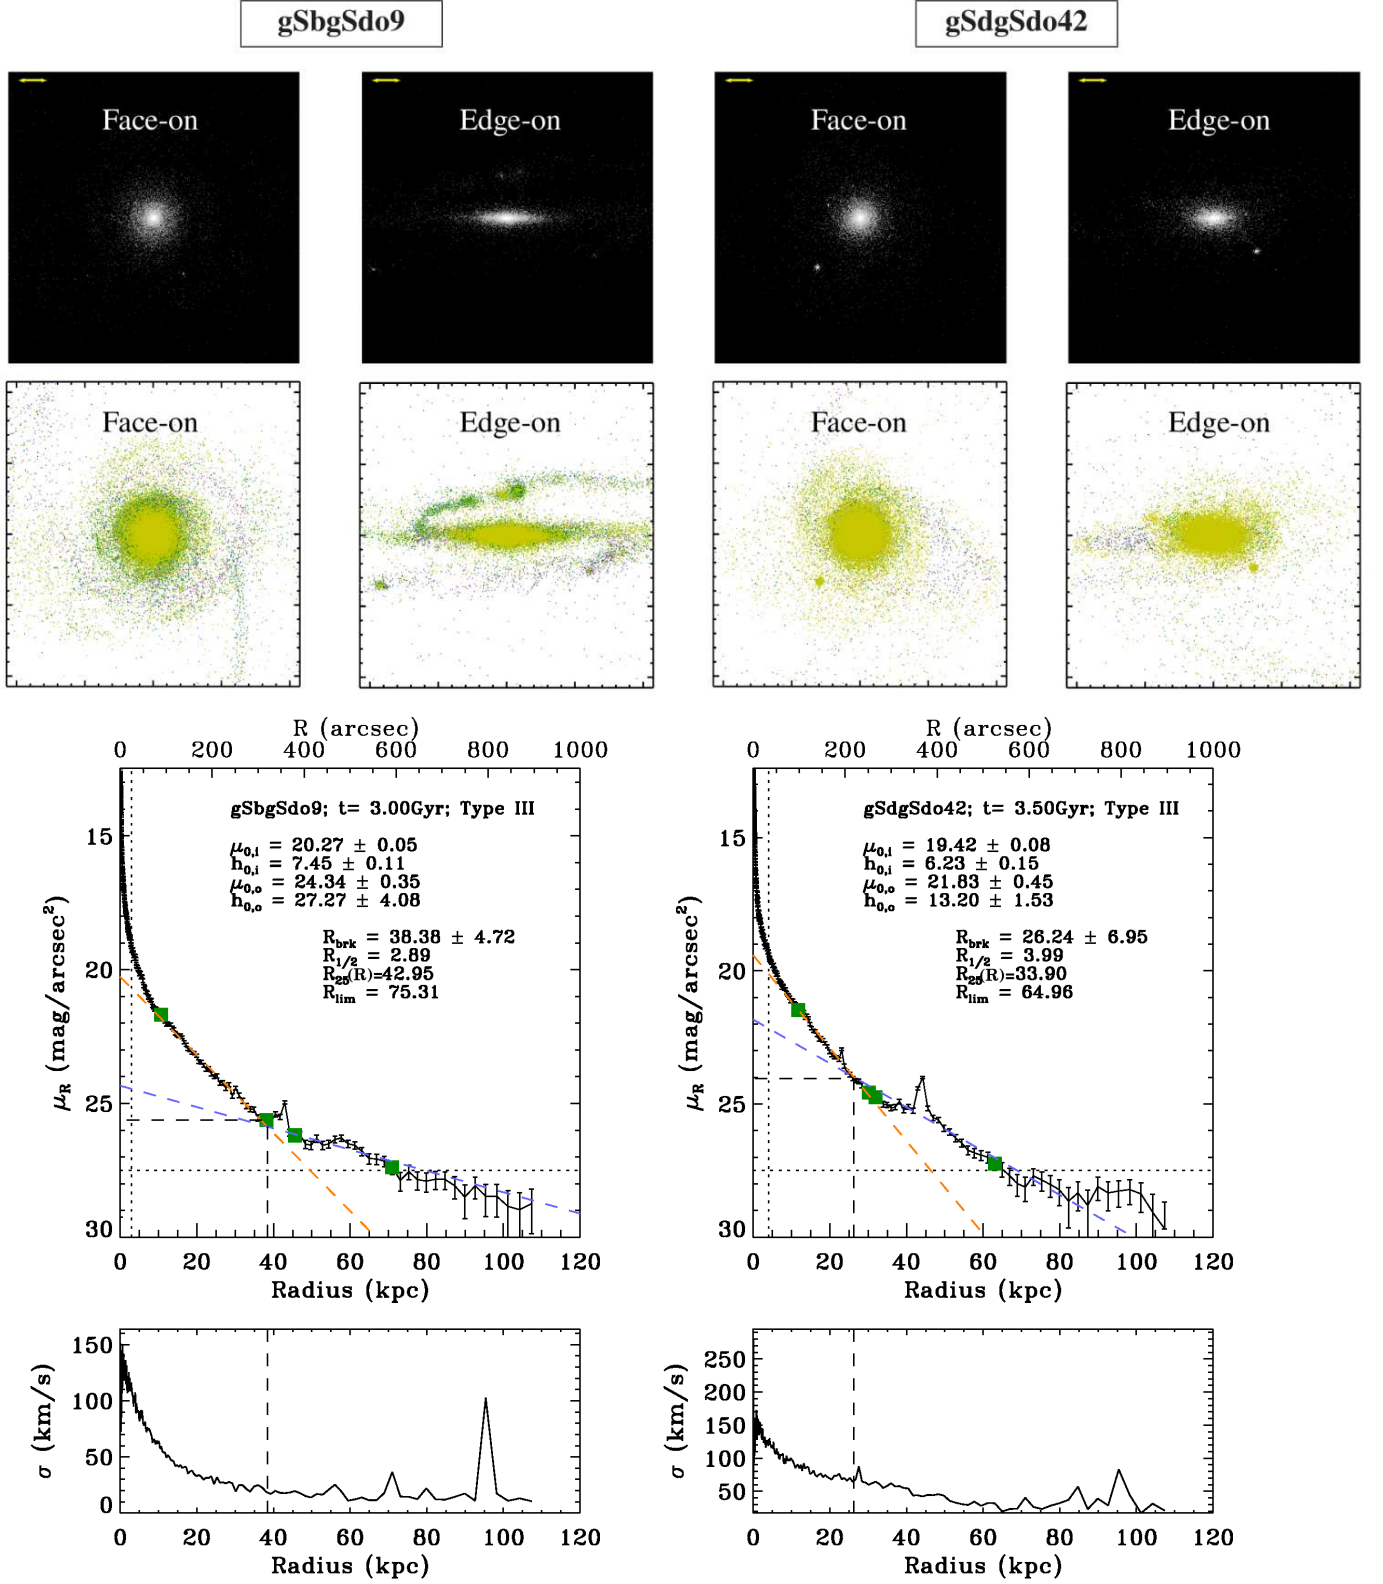 gSbgSdo9
gSdgSdo42
Face-on
Edge-on
Face-on
Edge-on
Face-on
Edge-on
Face-on
Edge-on
R (arcsec)
0 200 400 600 800 1000
gSbgSdo9; t= 3.00Gyr; Type III
μ0,i = 20.27 ± 0.05
h0,i = 7.45 ± 0.11
μ0,o = 24.34 ± 0.35
h0,o = 27.27 ± 4.08
Rbrk = 38.38 ± 4.72
R1/2 = 2.89
R25(R)=42.95
Rlim = 75.31
μR (mag/arcsec²)
15
20
25
30
0 20 40 60 80 100 120
Radius (kpc)
R (arcsec)
0 200 400 600 800 1000
gSdgSdo42; t= 3.50Gyr; Type III
μ0,i = 19.42 ± 0.08
h0,i = 6.23 ± 0.15
μ0,o = 21.83 ± 0.45
h0,o = 13.20 ± 1.53
Rbrk = 26.24 ± 6.95
R1/2 = 3.99
R25(R)=33.90
Rlim = 64.96
μR (mag/arcsec²)
15
20
25
30
0 20 40 60 80 100 120
Radius (kpc)
σ (km/s)
150
100
50
0
0 20 40 60 80 100 120
Radius (kpc)
σ (km/s)
250
200
150
100
50
0 20 40 60 80 100 120
Radius (kpc)